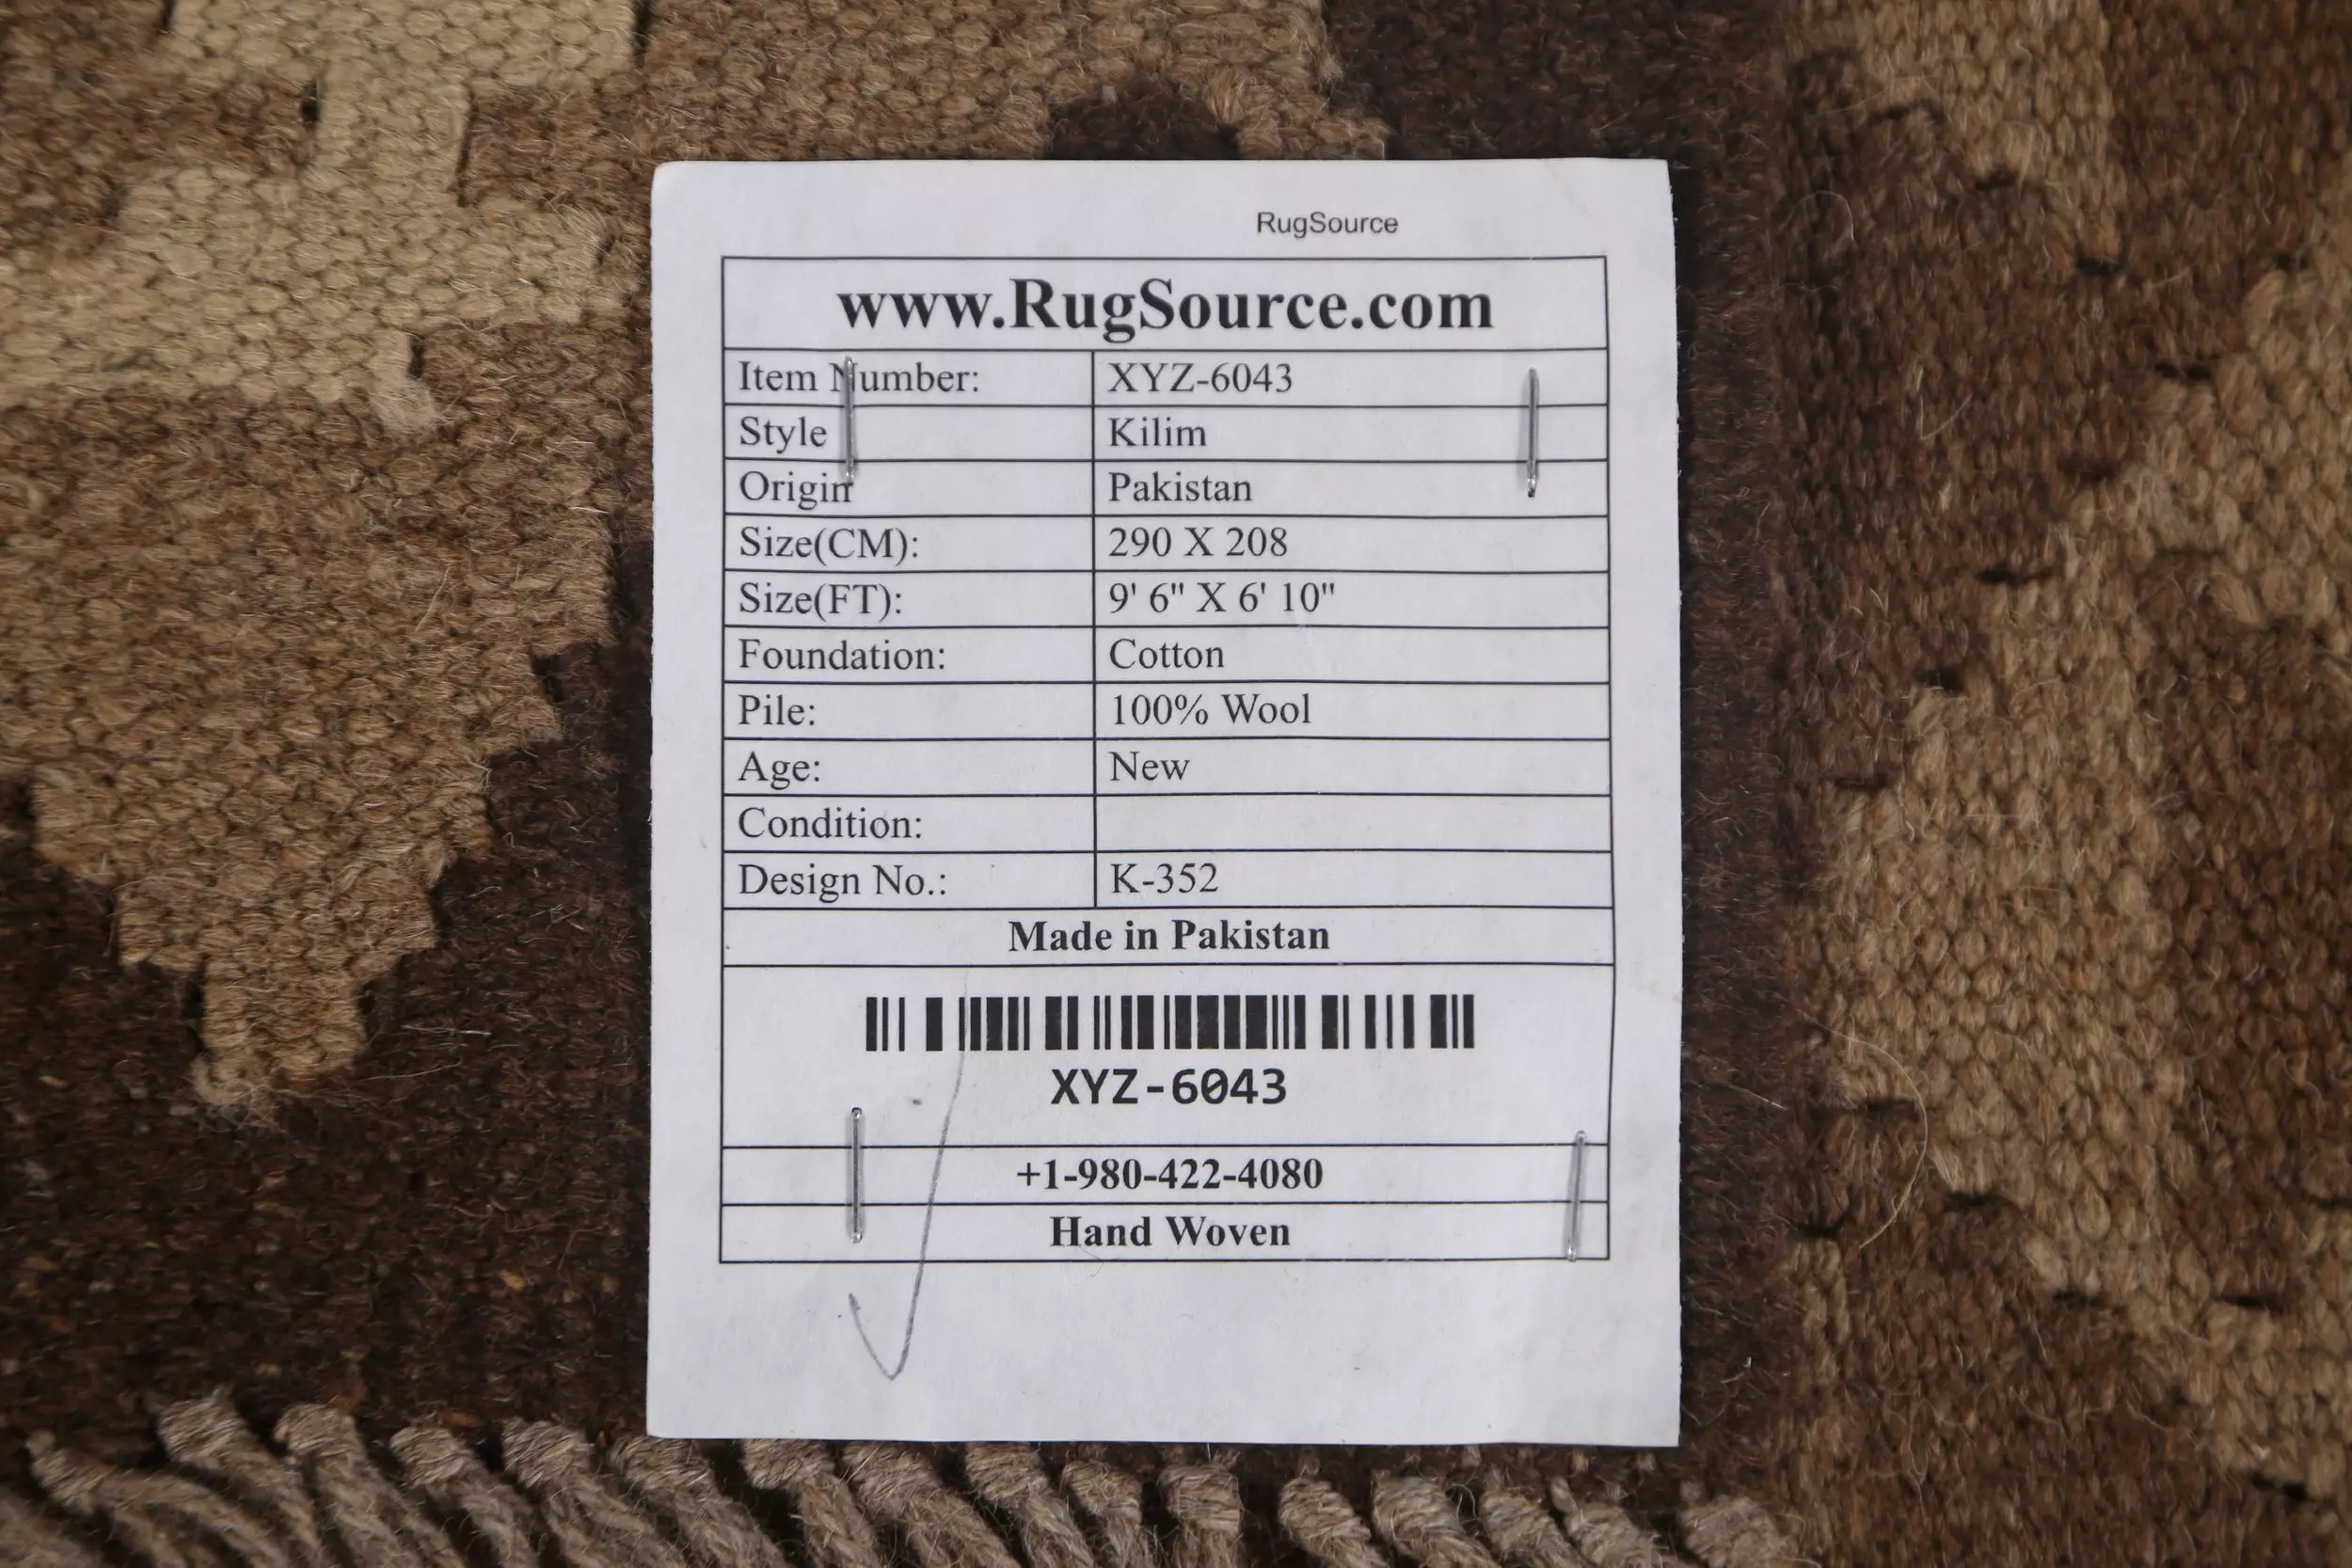 RugSource
www.RugSource.com
Item Number: XYZ-6043
Style Kilim
Origin Pakistan
Size(CM): 290 X 208
Size(FT): 9' 6" X 6' 10"
Foundation: Cotton
Pile: 100% Wool
Age: New
Condition:
Design No.: K-352
Made in Pakistan
XYZ-6043
+1-980-422-4080
Hand Woven